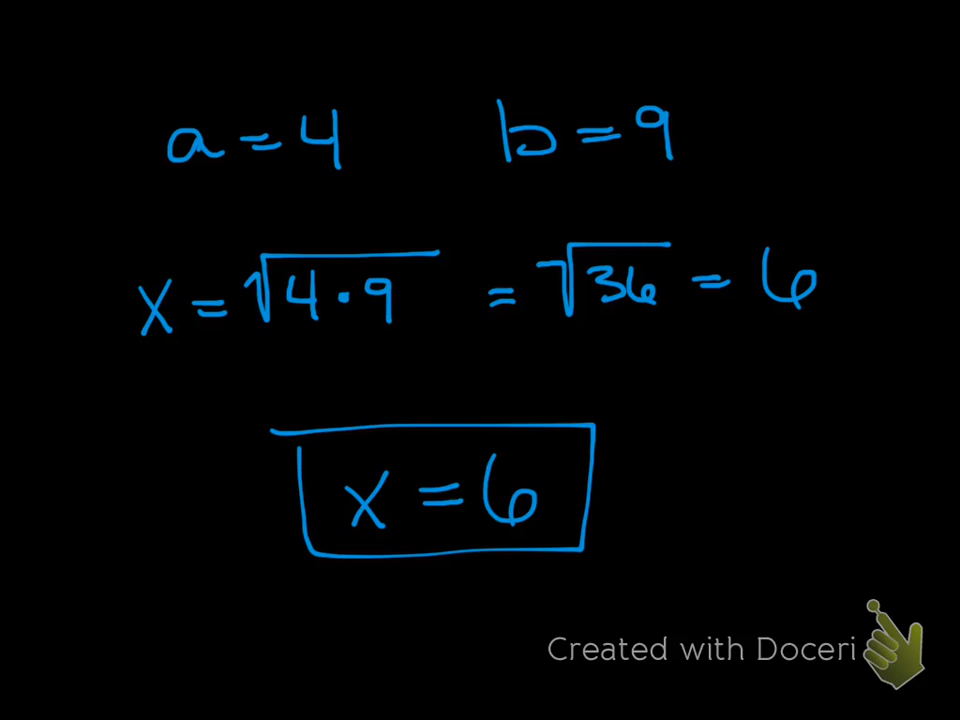 a = 4 b = 9
x = √4·9 = √36 = 6
x = 6
Created with Doceri